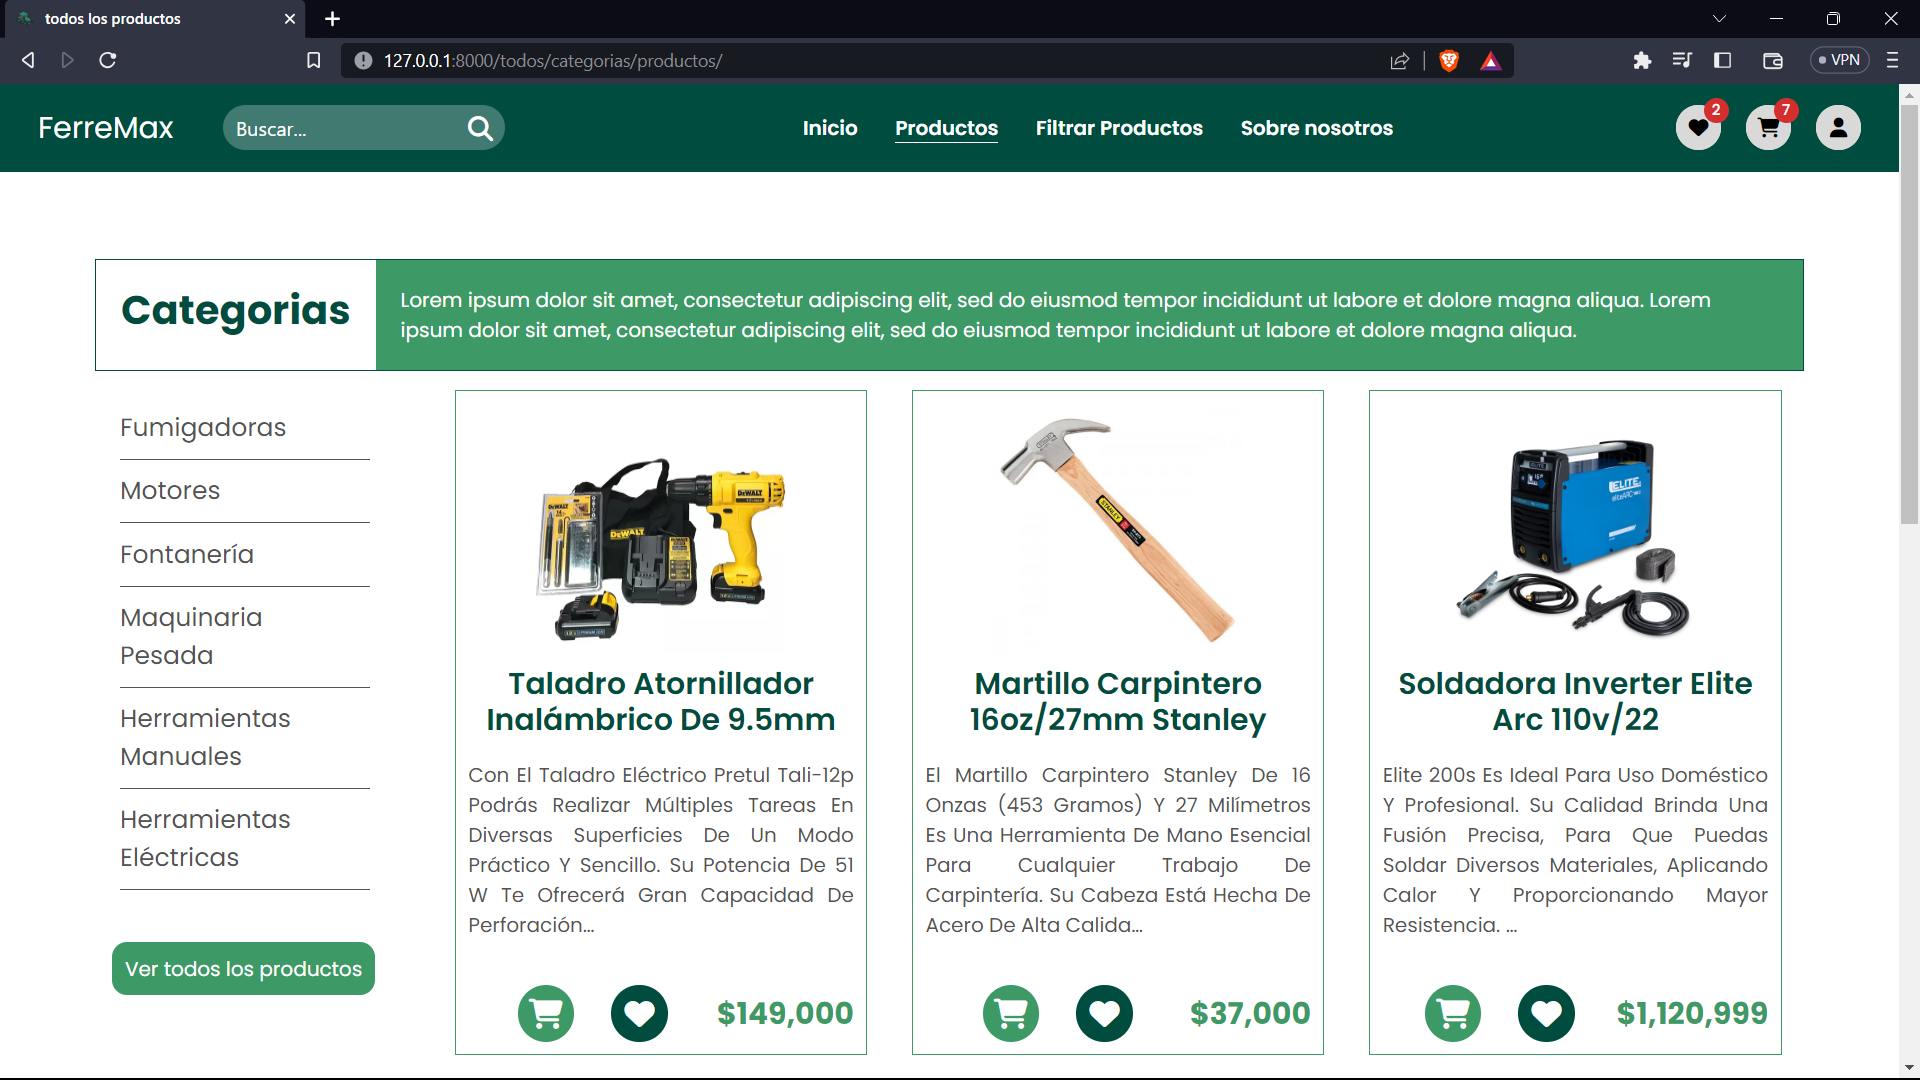 todos los productos
127.0.0.1:8000/todos/categorias/productos/
VPN
FerreMax
Buscar...
Inicio
Productos
Filtrar Productos
Sobre nosotros
2
7
Categorias
Lorem ipsum dolor sit amet, consectetur adipiscing elit, sed do eiusmod tempor incididunt ut labore et dolore magna aliqua. Lorem
ipsum dolor sit amet, consectetur adipiscing elit, sed do eiusmod tempor incididunt ut labore et dolore magna aliqua.
Fumigadoras
Motores
Fontanería
Maquinaria
Pesada
Herramientas
Manuales
Herramientas
Eléctricas
Ver todos los productos
DEWALT
DEWALT
DEWALT
Taladro Atornillador
Inalámbrico De 9.5mm
Con El Taladro Eléctrico Pretul Tali-12p
Podrás Realizar Múltiples Tareas En
Diversas Superficies De Un Modo
Práctico Y Sencillo. Su Potencia De 51
W Te Ofrecerá Gran Capacidad De
Perforación...
$149,000
STANLEY
Martillo Carpintero
16oz/27mm Stanley
El Martillo Carpintero Stanley De 16
Onzas (453 Gramos) Y 27 Milímetros
Es Una Herramienta De Mano Esencial
Para Cualquier Trabajo De
Carpintería. Su Cabeza Está Hecha De
Acero De Alta Calida...
$37,000
ELITE
ELITE
Soldadora Inverter Elite
Arc 110v/22
Elite 200s Es Ideal Para Uso Doméstico
Y Profesional. Su Calidad Brinda Una
Fusión Precisa, Para Que Puedas
Soldar Diversos Materiales, Aplicando
Calor Y Proporcionando Mayor
Resistencia. ...
$1,120,999